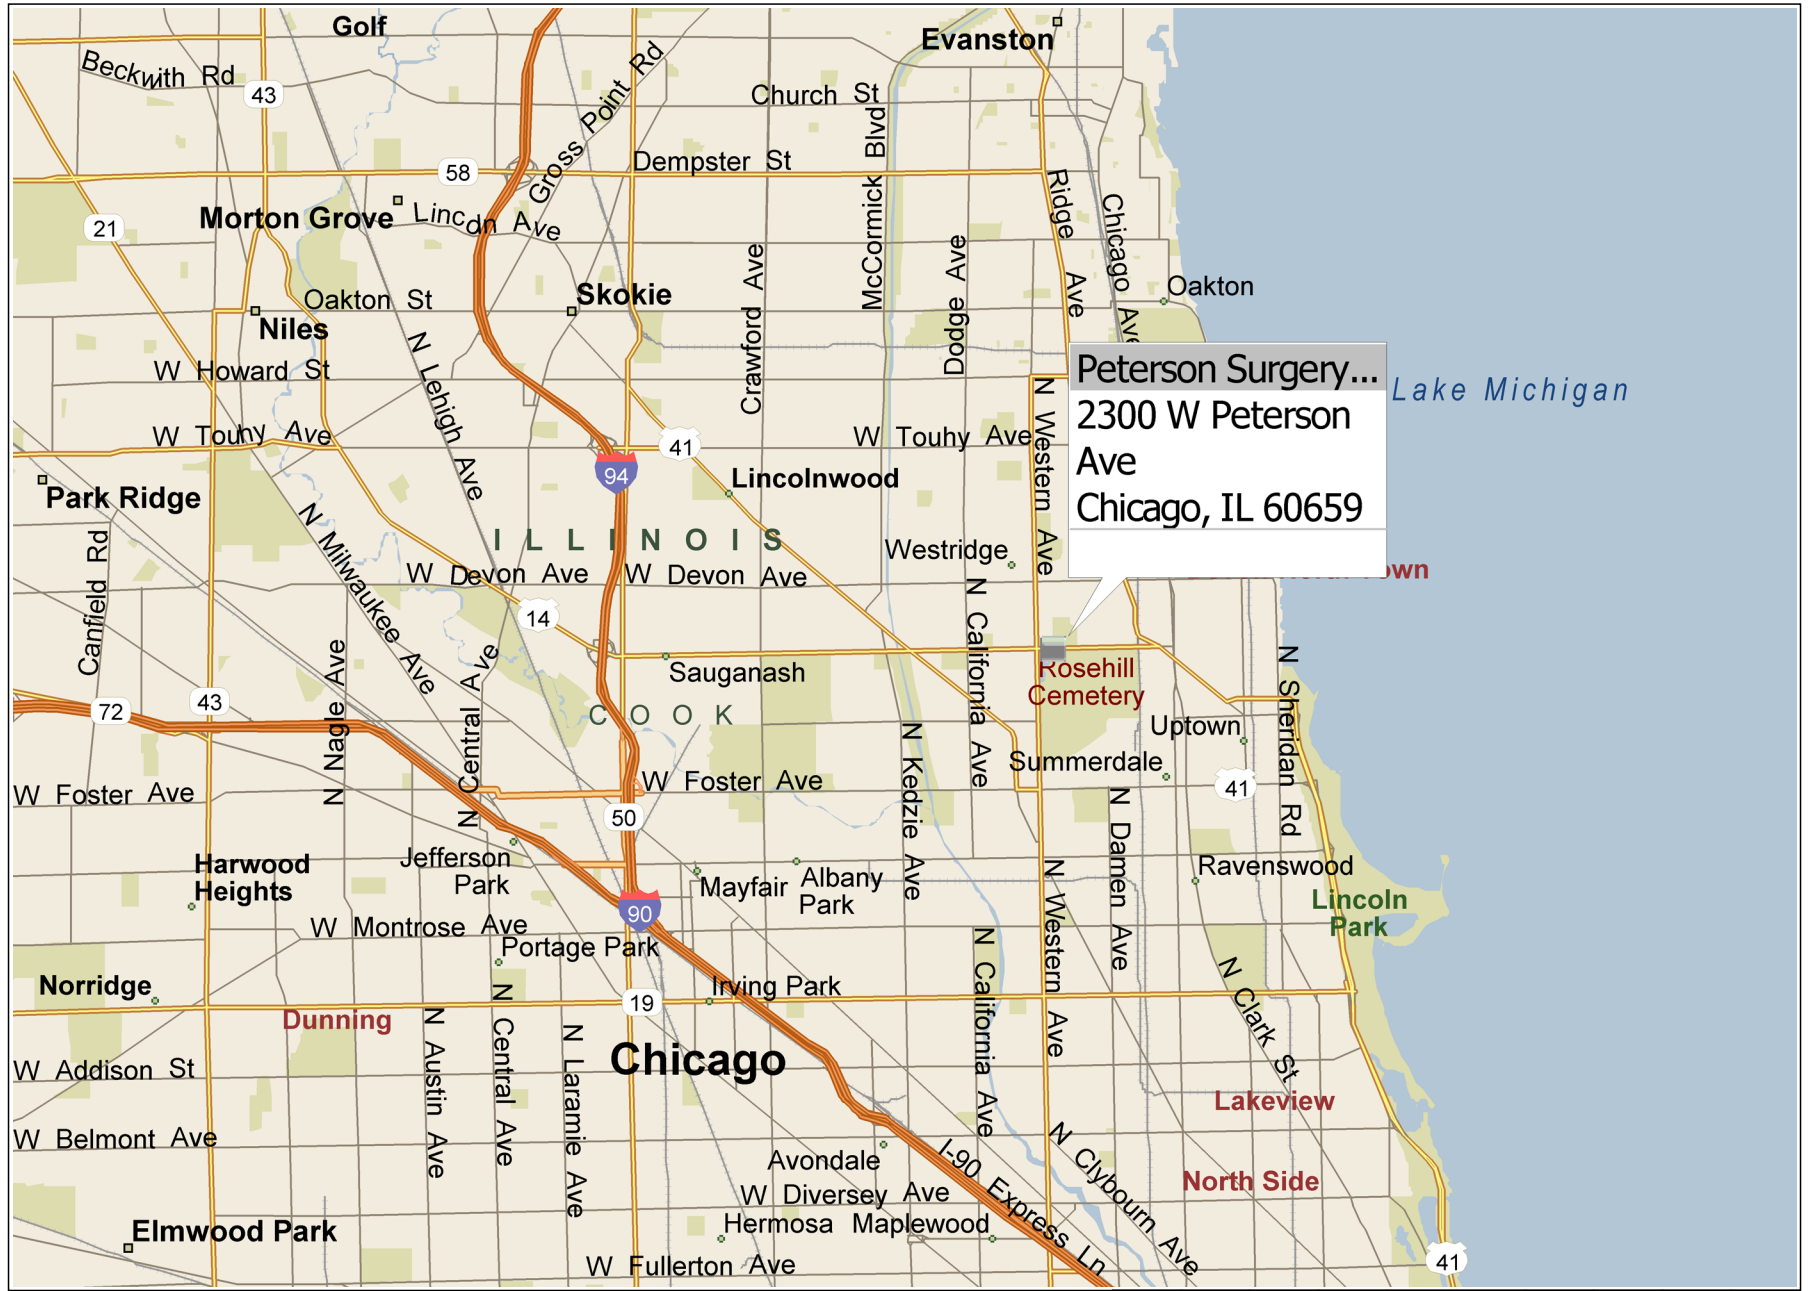 Golf
Evanston
Beckwith Rd
43
Church St
Gross Point Rd
McCormick Blvd
58
Dempster St
Morton Grove
Lincoln Ave
21
Ridge Ave
Chicago Ave
Crawford Ave
Dodge Ave
Oakton St
Skokie
Oakton
Niles
W Howard St
N Lehigh Ave
Peterson Surgery...
2300 W Peterson
Ave
Chicago, IL 60659
Lake Michigan
W Touhy Ave
41
W Touhy Ave
N Western Ave
94
Lincolnwood
Park Ridge
N Milwaukee Ave
ILLINOIS
Westridge
Canfield Rd
W Devon Ave
W Devon Ave
Town
14
N California Ave
Sauganash
Rosehill
Cemetery
N Sheridan Rd
N Nagle Ave
N Central Ave
72
43
COOK
Uptown
N Kedzie Ave
Summerdale
W Foster Ave
W Foster Ave
41
50
N Damen Ave
Harwood
Heights
Jefferson
Park
Mayfair
Albany
Park
Ravenswood
Lincoln
Park
90
N Western Ave
W Montrose Ave
Portage Park
N California Ave
N Clark St
Norridge
Irving Park
19
Dunning
N Austin Ave
N Central Ave
N Laramie Ave
Chicago
W Addison St
Lakeview
W Belmont Ave
Avondale
I-90 Express Ln
N Clybourn Ave
North Side
W Diversey Ave
Elmwood Park
Hermosa
Maplewood
W Fullerton Ave
41